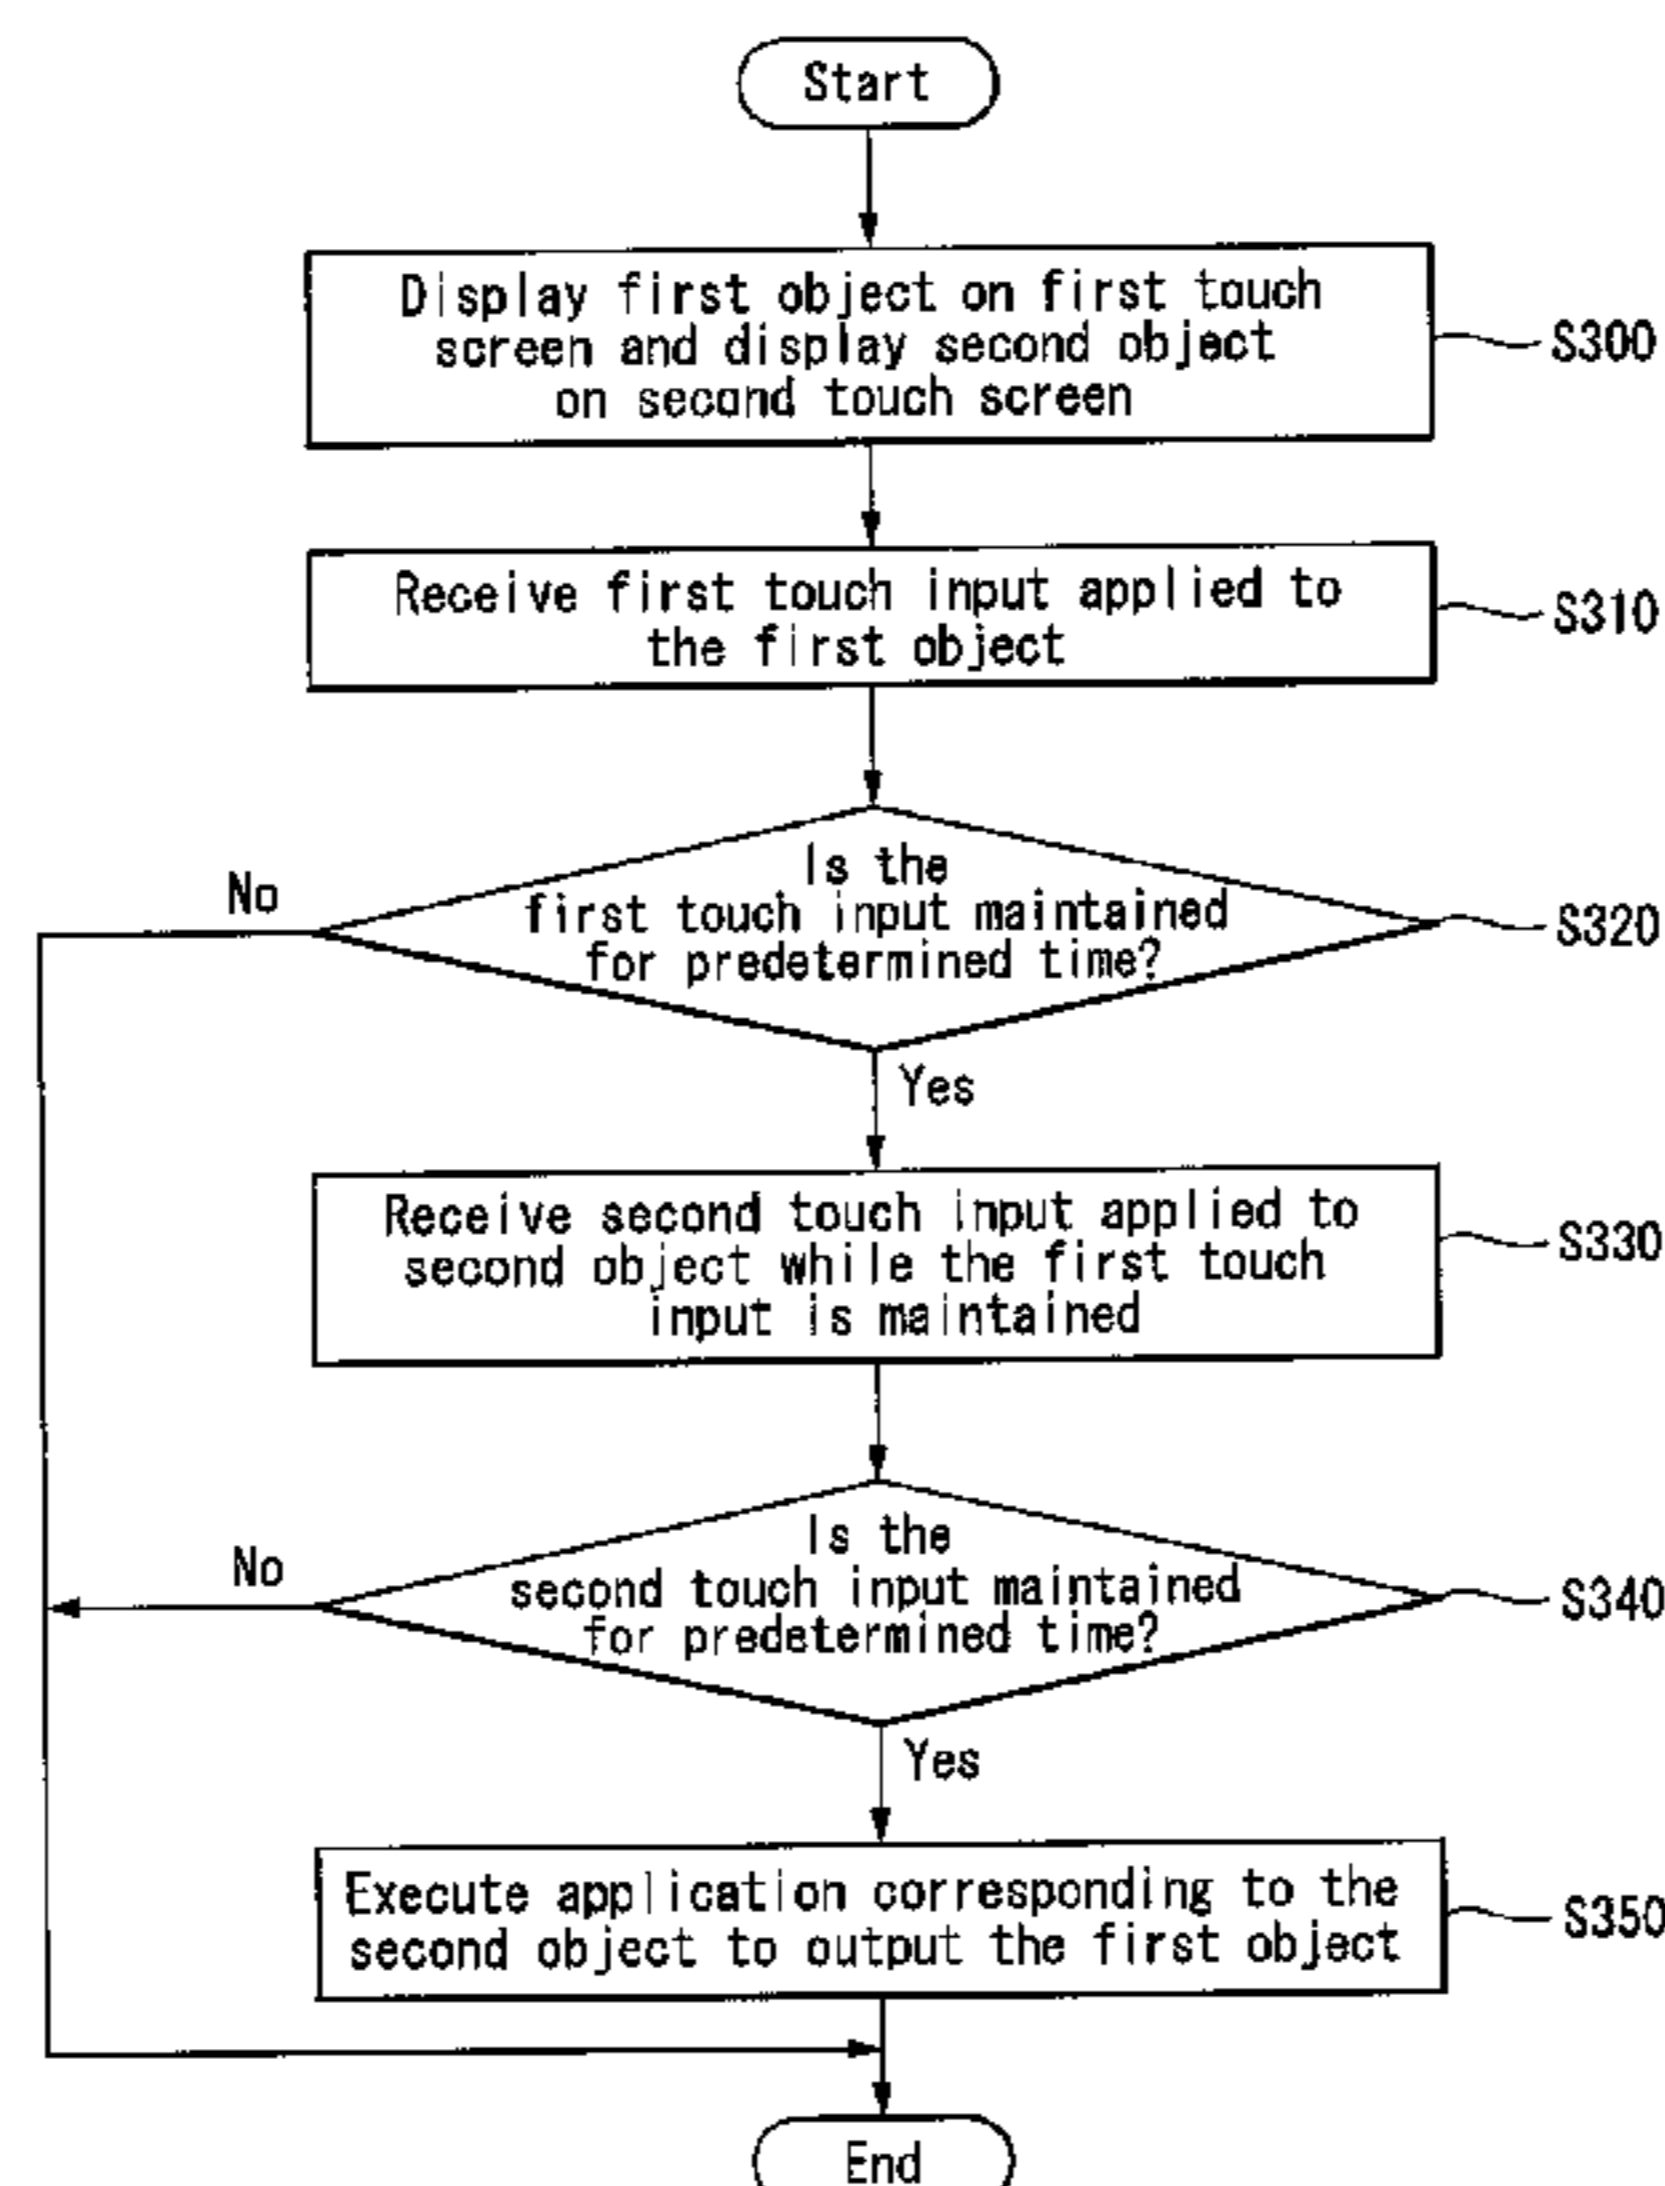 Start
Display first object on first touch
screen and display second object
on second touch screen
S300
Receive first touch input applied to
the first object
S310
Is the
first touch input maintained
for predetermined time?
S320
No
Yes
Receive second touch input applied to
second object while the first touch
input is maintained
S330
Is the
second touch input maintained
for predetermined time?
S340
No
Yes
Execute application corresponding to the
second object to output the first object
S350
End